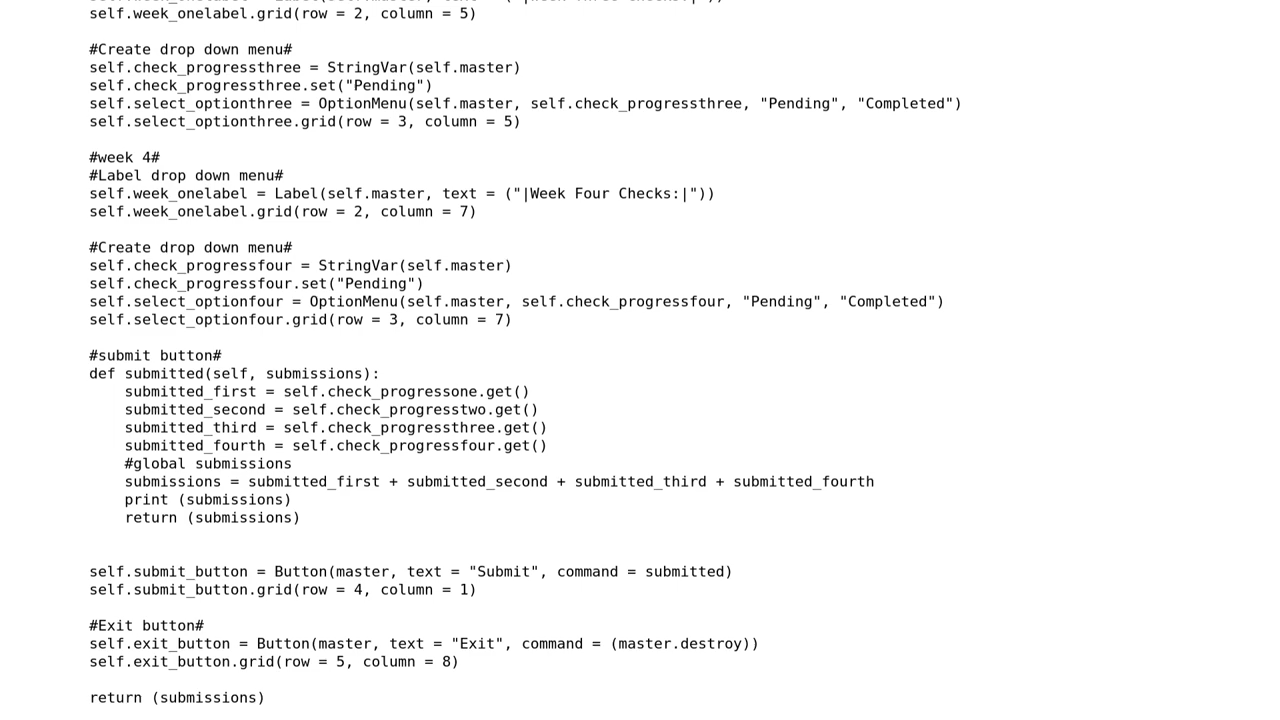 self.week_onelabel.grid(row = 2, column = 5)

#Create drop down menu#
self.check_progressthree = StringVar(self.master)
self.check_progressthree.set("Pending")
self.select_optionthree = OptionMenu(self.master, self.check_progressthree, "Pending", "Completed")
self.select_optionthree.grid(row = 3, column = 5)

#week 4#
#Label drop down menu#
self.week_onelabel = Label(self.master, text = ("|Week Four Checks:|"))
self.week_onelabel.grid(row = 2, column = 7)

#Create drop down menu#
self.check_progressfour = StringVar(self.master)
self.check_progressfour.set("Pending")
self.select_optionfour = OptionMenu(self.master, self.check_progressfour, "Pending", "Completed")
self.select_optionfour.grid(row = 3, column = 7)

#submit button#
def submitted(self, submissions):
    submitted_first = self.check_progressone.get()
    submitted_second = self.check_progresstwo.get()
    submitted_third = self.check_progressthree.get()
    submitted_fourth = self.check_progressfour.get()
    #global submissions
    submissions = submitted_first + submitted_second + submitted_third + submitted_fourth
    print (submissions)
    return (submissions)


self.submit_button = Button(master, text = "Submit", command = submitted)
self.submit_button.grid(row = 4, column = 1)

#Exit button#
self.exit_button = Button(master, text = "Exit", command = (master.destroy))
self.exit_button.grid(row = 5, column = 8)

return (submissions)